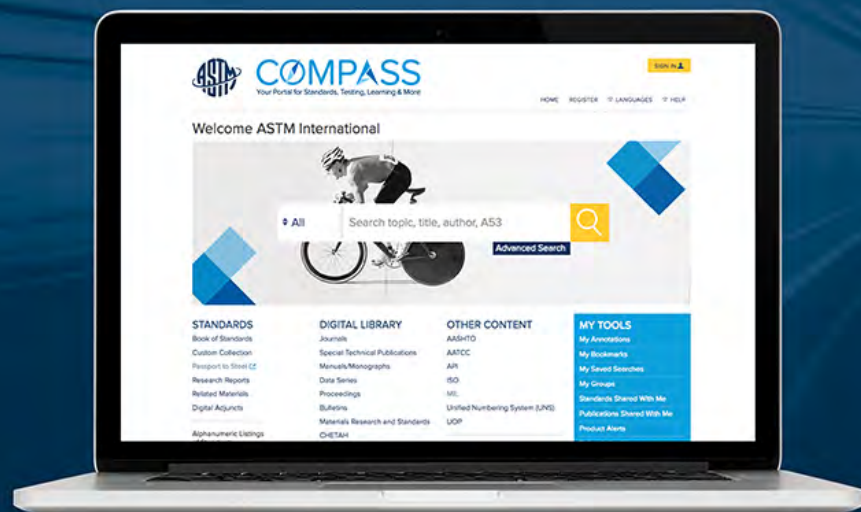 ASTM
COMPASS
Your Portal for Standards, Testing, Learning & More
SIGN IN
HOME REGISTER LANGUAGES HELP
Welcome ASTM International
All
Search topic, title, author, A53
Advanced Search
STANDARDS
Book of Standards
Custom Collection
Passport to Steel
Research Reports
Related Materials
Digital Adjuncts
Alphanumeric Listings
DIGITAL LIBRARY
Journals
Special Technical Publications
Manuals/Monographs
Data Series
Proceedings
Bulletins
Materials Research and Standards
CHETAH
OTHER CONTENT
AASHTO
AATCC
API
ISO
MIL
Unified Numbering System (UNS)
UOP
MY TOOLS
My Annotations
My Bookmarks
My Saved Searches
My Groups
Standards Shared With Me
Publications Shared With Me
Product Alerts